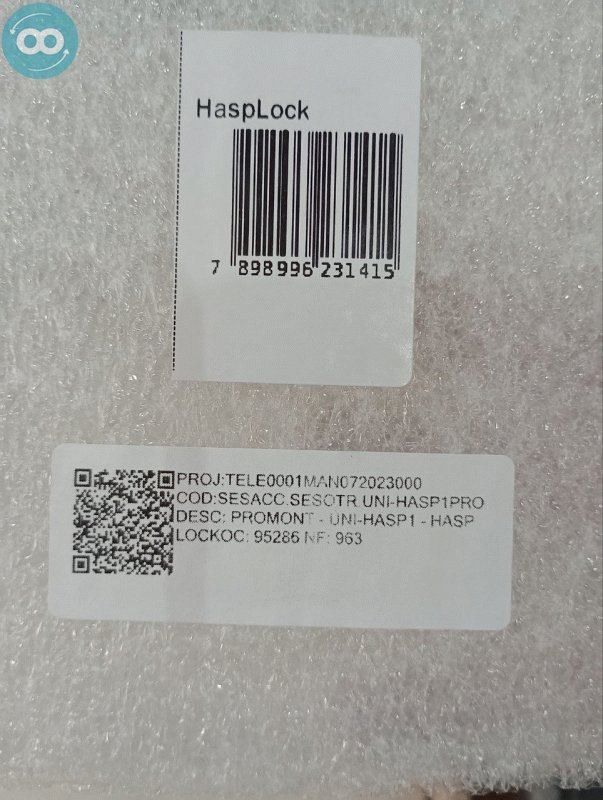 HaspLock
7 898996 231415
PROJ:TELE0001MAN072023000
COD:SESACC.SESOTR.UNI-HASP1PRO
DESC: PROMONT - UNI-HASP1 - HASP
LOCKOC: 95286 NF: 963